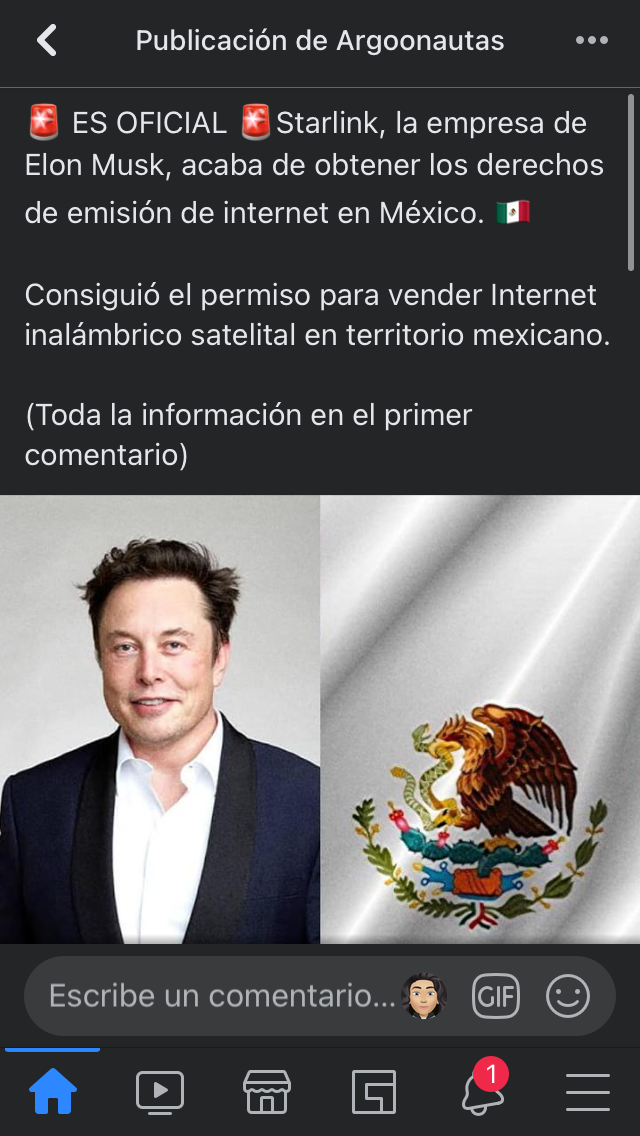 Publicación de Argoonautas
🚨 ES OFICIAL 🚨Starlink, la empresa de
Elon Musk, acaba de obtener los derechos
de emisión de internet en México. 🇲🇽
Consiguió el permiso para vender Internet
inalámbrico satelital en territorio mexicano.
(Toda la información en el primer
comentario)
Escribe un comentario...
GIF
1